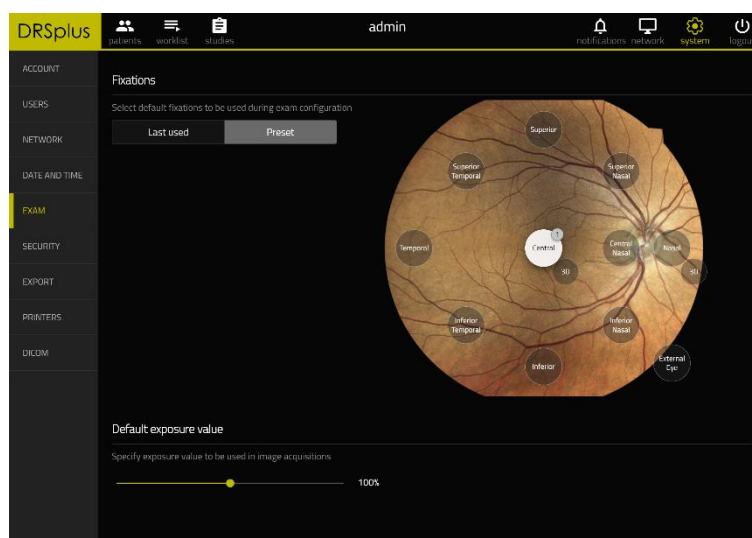 DRSplus
patients worklist studies
admin
notifications network system logout
ACCOUNT
USERS
NETWORK
DATE AND TIME
EXAM
SECURITY
EXPORT
PRINTERS
DICOM
Fixations
Select default fixations to be used during exam configuration
Last used Preset
Superior
Superior
Temporal
Superior
Nasal
Temporal
Central
1
3D
Central
Nasal
Nasal
3D
Inferior
Temporal
Inferior
Nasal
Inferior
External
Eye
Default exposure value
Specify exposure value to be used in image acquisitions
100%